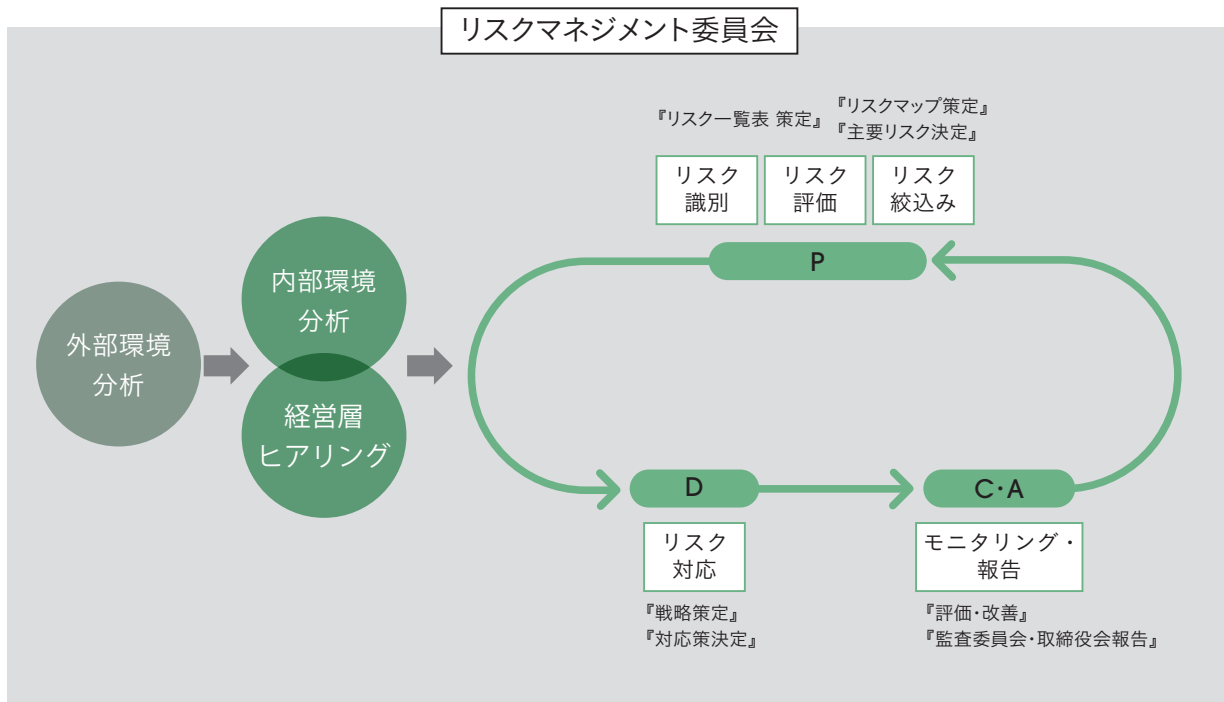 リスクマネジメント委員会
『リスク一覧表 策定』
『リスクマップ策定』
『主要リスク決定』
リスク
識別
リスク
評価
リスク
絞込み
P
外部環境
分析
内部環境
分析
経営層
ヒアリング
D
リスク
対応
『戦略策定』
『対応策決定』
C・A
モニタリング・
報告
『評価・改善』
『監査委員会・取締役会報告』